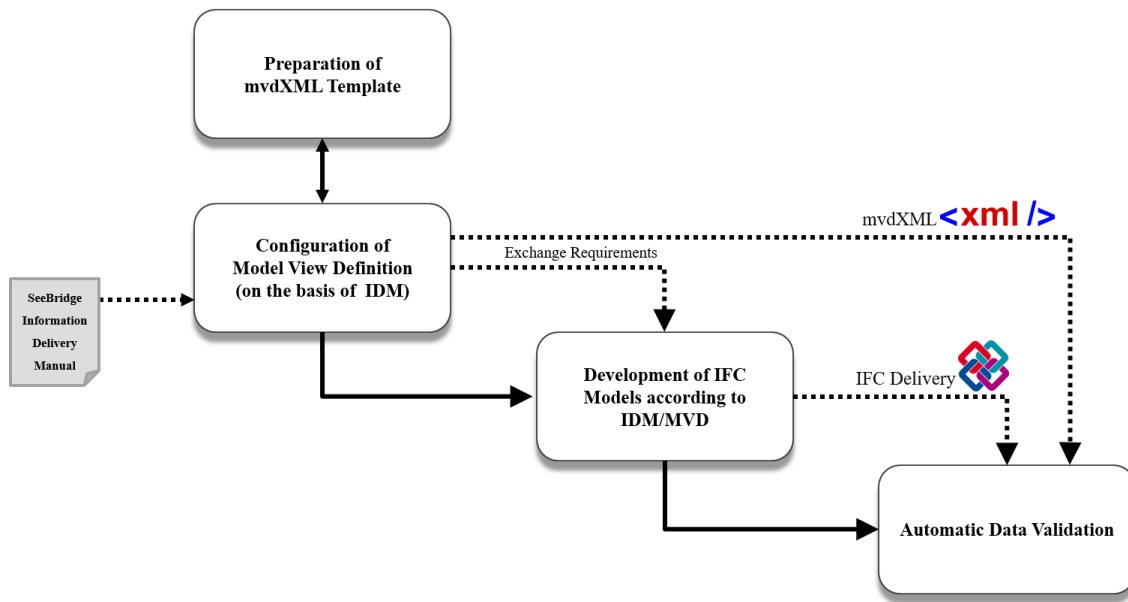 Preparation of
mvdXML Template
Configuration of
Model View Definition
(on the basis of IDM)
mvdXML <xml />
Exchange Requirements
SeeBridge
Information
Delivery
Manual
Development of IFC
Models according to
IDM/MVD
IFC Delivery
Automatic Data Validation